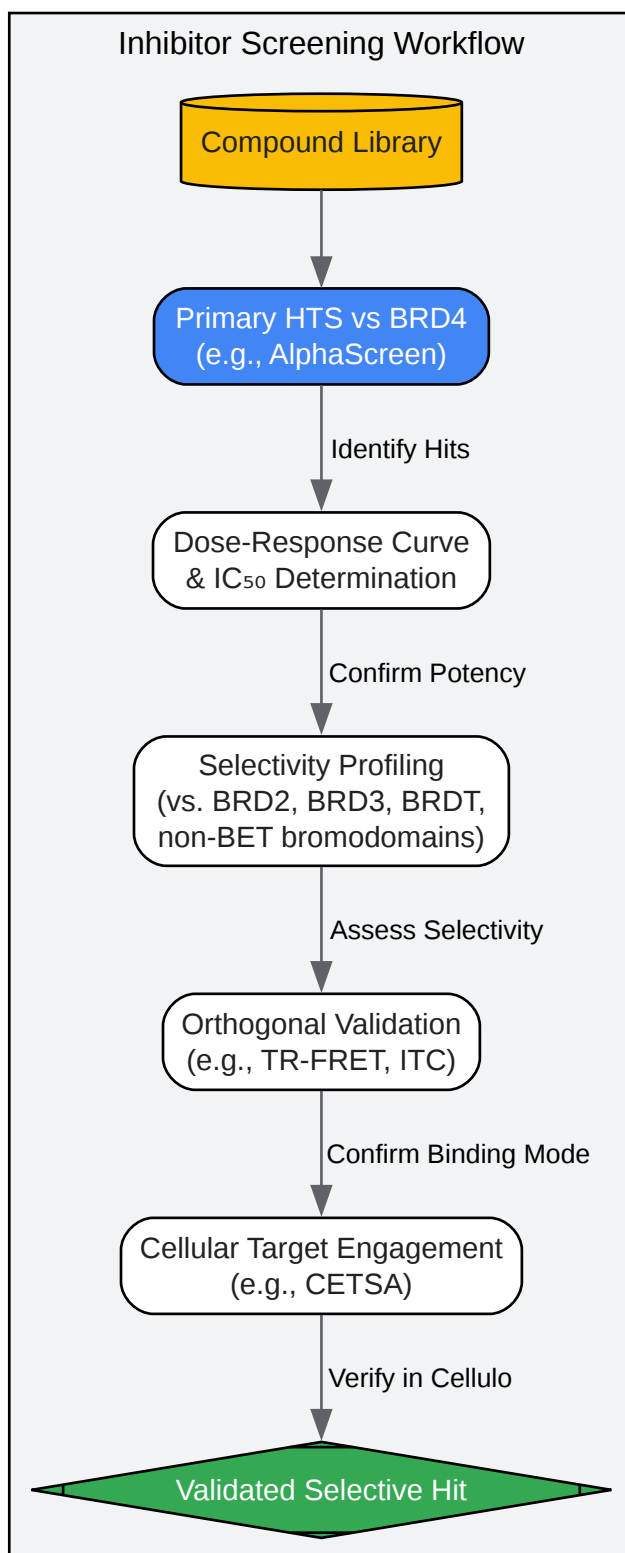 Inhibitor Screening Workflow
Compound Library
Primary HTS vs BRD4
(e.g., AlphaScreen)
Identify Hits
Dose-Response Curve
& IC₅₀ Determination
Confirm Potency
Selectivity Profiling
(vs. BRD2, BRD3, BRDT,
non-BET bromodomains)
Assess Selectivity
Orthogonal Validation
(e.g., TR-FRET, ITC)
Confirm Binding Mode
Cellular Target Engagement
(e.g., CETSA)
Verify in Cellulo
Validated Selective Hit